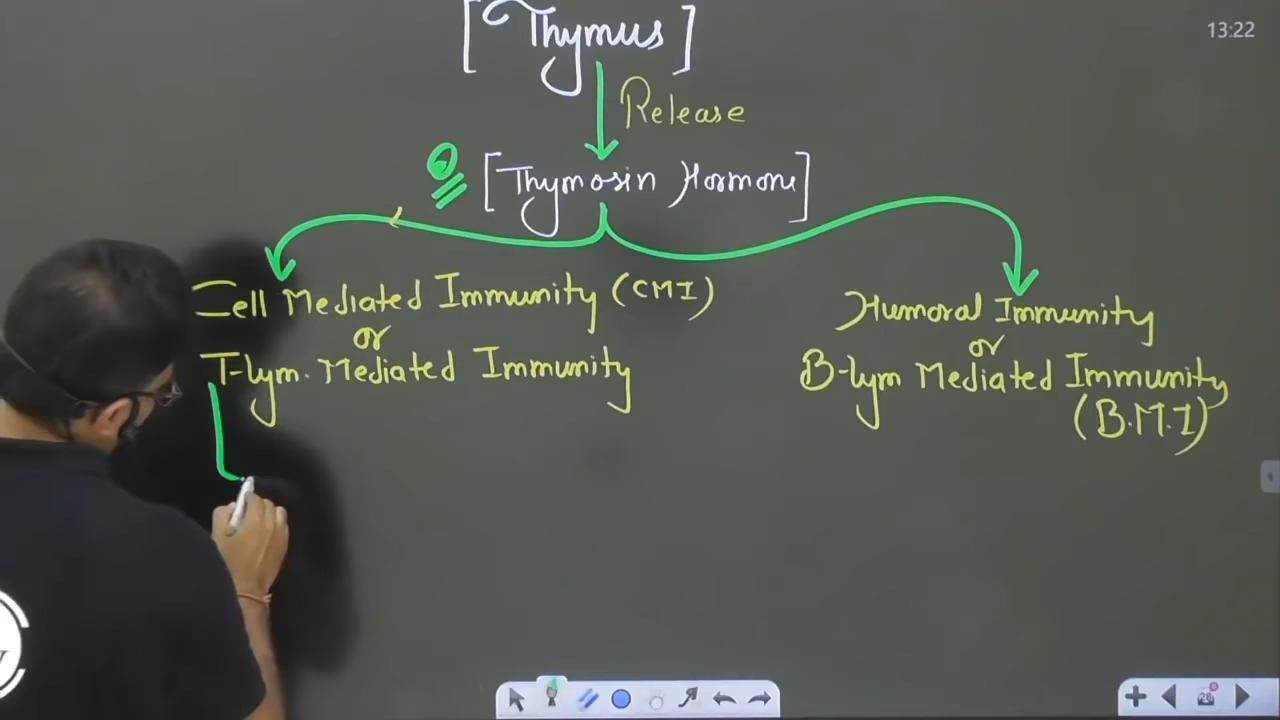 13:22
[Thymus]
Release
[Thymosin Hormone]
Cell Mediated Immunity (CMI)
or
T-lym. Mediated Immunity
Humoral Immunity
or
B-lym Mediated Immunity
(B.M.I)
28